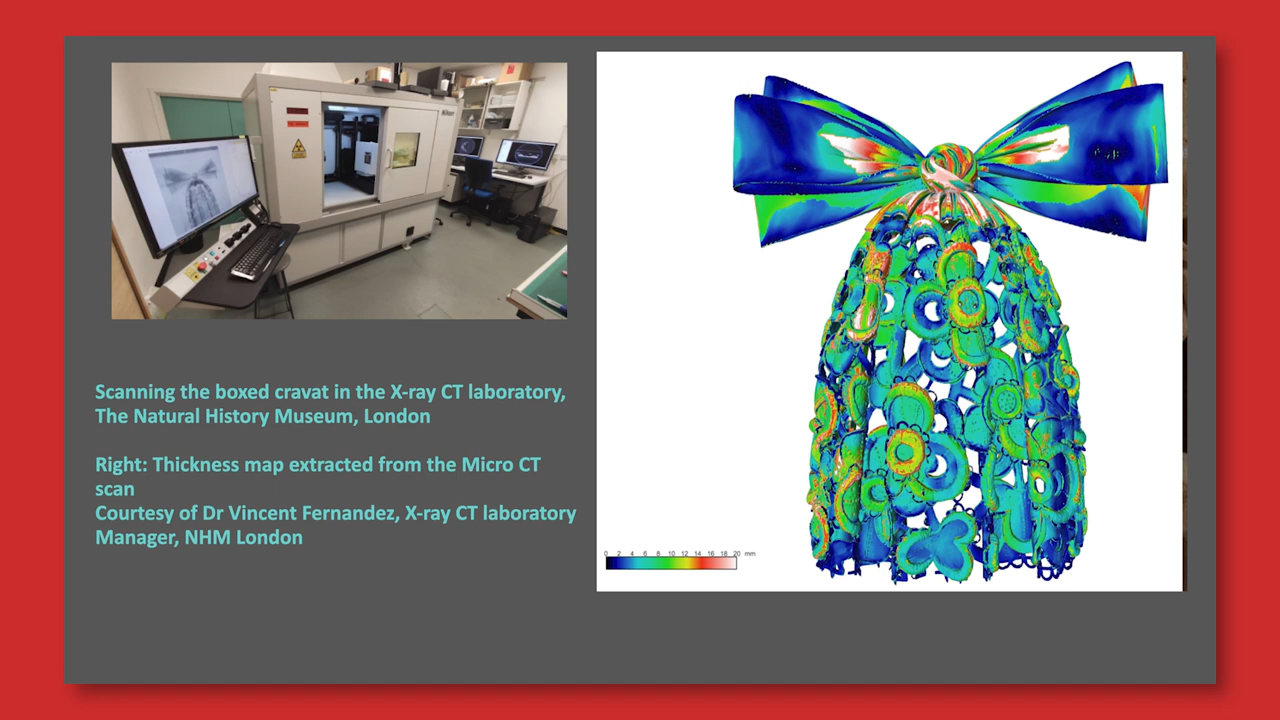 Scanning the boxed cravat in the X-ray CT laboratory,
The Natural History Museum, London
Right: Thickness map extracted from the Micro CT
scan
Courtesy of Dr Vincent Fernandez, X-ray CT laboratory
Manager, NHM London
0 2 4 6 8 10 12 14 16 18 20 mm